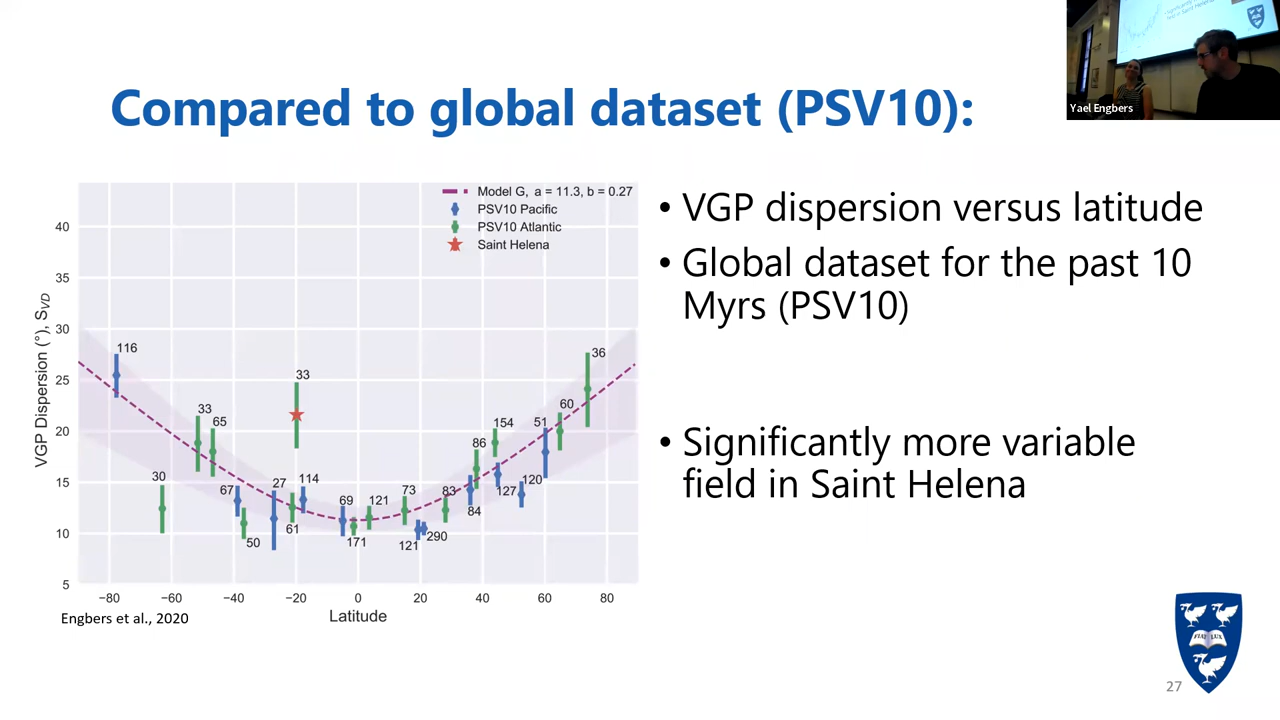 Compared to global dataset (PSV10):
Yael Engbers
Model G, a = 11.3, b = 0.27
PSV10 Pacific
PSV10 Atlantic
Saint Helena
VGP Dispersion (°), SVD
40
35
30
25
20
15
10
5
116
30
33
65
67
50
27
61
33
114
69
171
121
73
121
290
83
86
84
154
127
120
51
60
36
−80 −60 −40 −20 0 20 40 60 80
Latitude
Engbers et al., 2020
• VGP dispersion versus latitude
• Global dataset for the past 10
Myrs (PSV10)
• Significantly more variable
field in Saint Helena
FIAT LUX
27